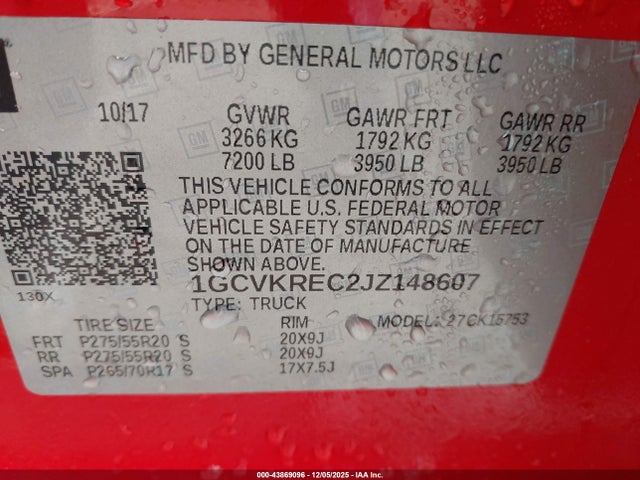 MFD BY GENERAL MOTORS LLC
10/17 GVWR GAWR FRT GAWR RR
3266 KG 1792 KG 1792 KG
7200 LB 3950 LB 3950 LB
THIS VEHICLE CONFORMS TO ALL
APPLICABLE U.S. FEDERAL MOTOR
VEHICLE SAFETY STANDARDS IN EFFECT
ON THE DATE OF MANUFACTURE
SHOWN ABOVE.
130X 1GCVKREC2JZ148607
TYPE: TRUCK
TIRE SIZE RIM MODEL: 27CK15753
FRT P275/55R20 S 20X9J
RR P275/55R20 S 20X9J
SPA P265/70R17 S 17X7.5J
000-43869096 - 12/05/2025 - IAA Inc.